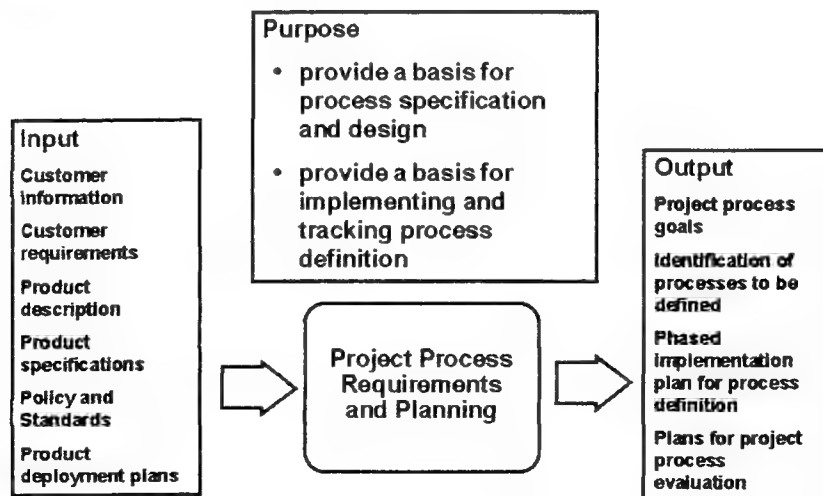 Purpose
• provide a basis for
process specification
and design
• provide a basis for
implementing and
tracking process
definition
Input
Customer
information
Customer
requirements
Product
description
Product
specifications
Policy and
Standards
Product
deployment plans
Project Process
Requirements
and Planning
Output
Project process
goals
Identification of
processes to be
defined
Phased
implementation
plan for process
definition
Plans for project
process
evaluation